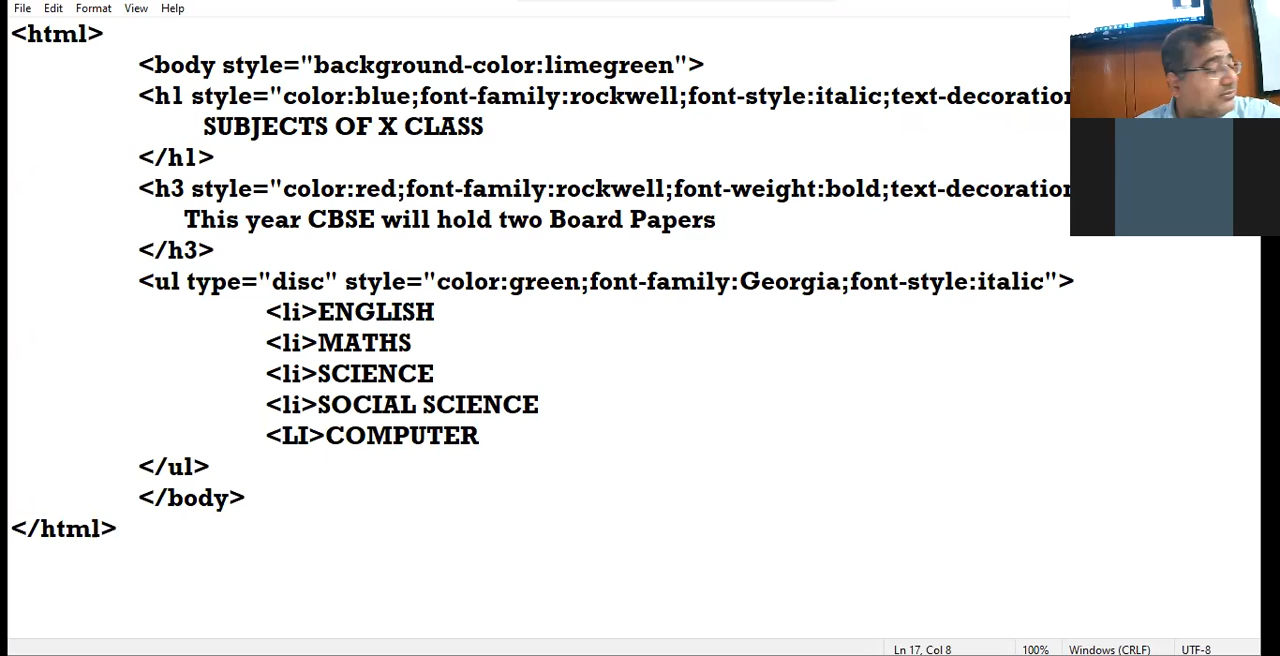 File Edit Format View Help
<html>
<body style="background-color:limegreen">
<h1 style="color:blue;font-family:rockwell;font-style:italic;text-decoration
SUBJECTS OF X CLASS
</h1>
<h3 style="color:red;font-family:rockwell;font-weight:bold;text-decoration
This year CBSE will hold two Board Papers
</h3>
<ul type="disc" style="color:green;font-family:Georgia;font-style:italic">
<li>ENGLISH
<li>MATHS
<li>SCIENCE
<li>SOCIAL SCIENCE
<LI>COMPUTER
</ul>
</body>
</html>
Ln 17, Col 8 100% Windows (CRLF) UTF-8